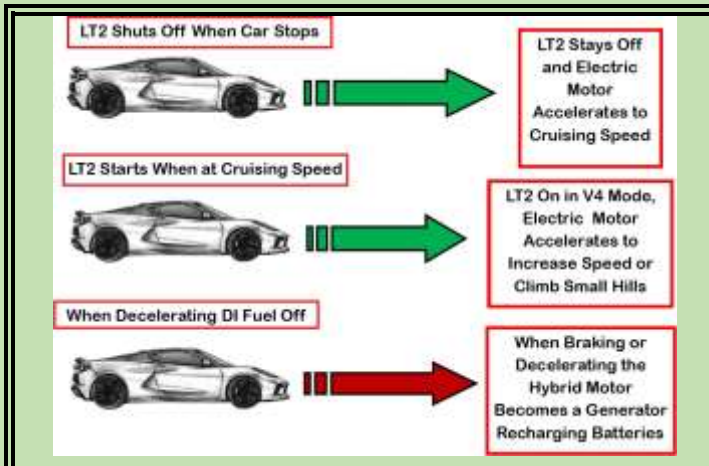 LT2 Shuts Off When Car Stops
LT2 Stays Off
and Electric
Motor
Accelerates to
Cruising Speed
LT2 Starts When at Cruising Speed
LT2 On in V4 Mode,
Electric Motor
Accelerates to
Increase Speed or
Climb Small Hills
When Decelerating DI Fuel Off
When Braking or
Decelerating the
Hybrid Motor
Becomes a Generator
Recharging Batteries